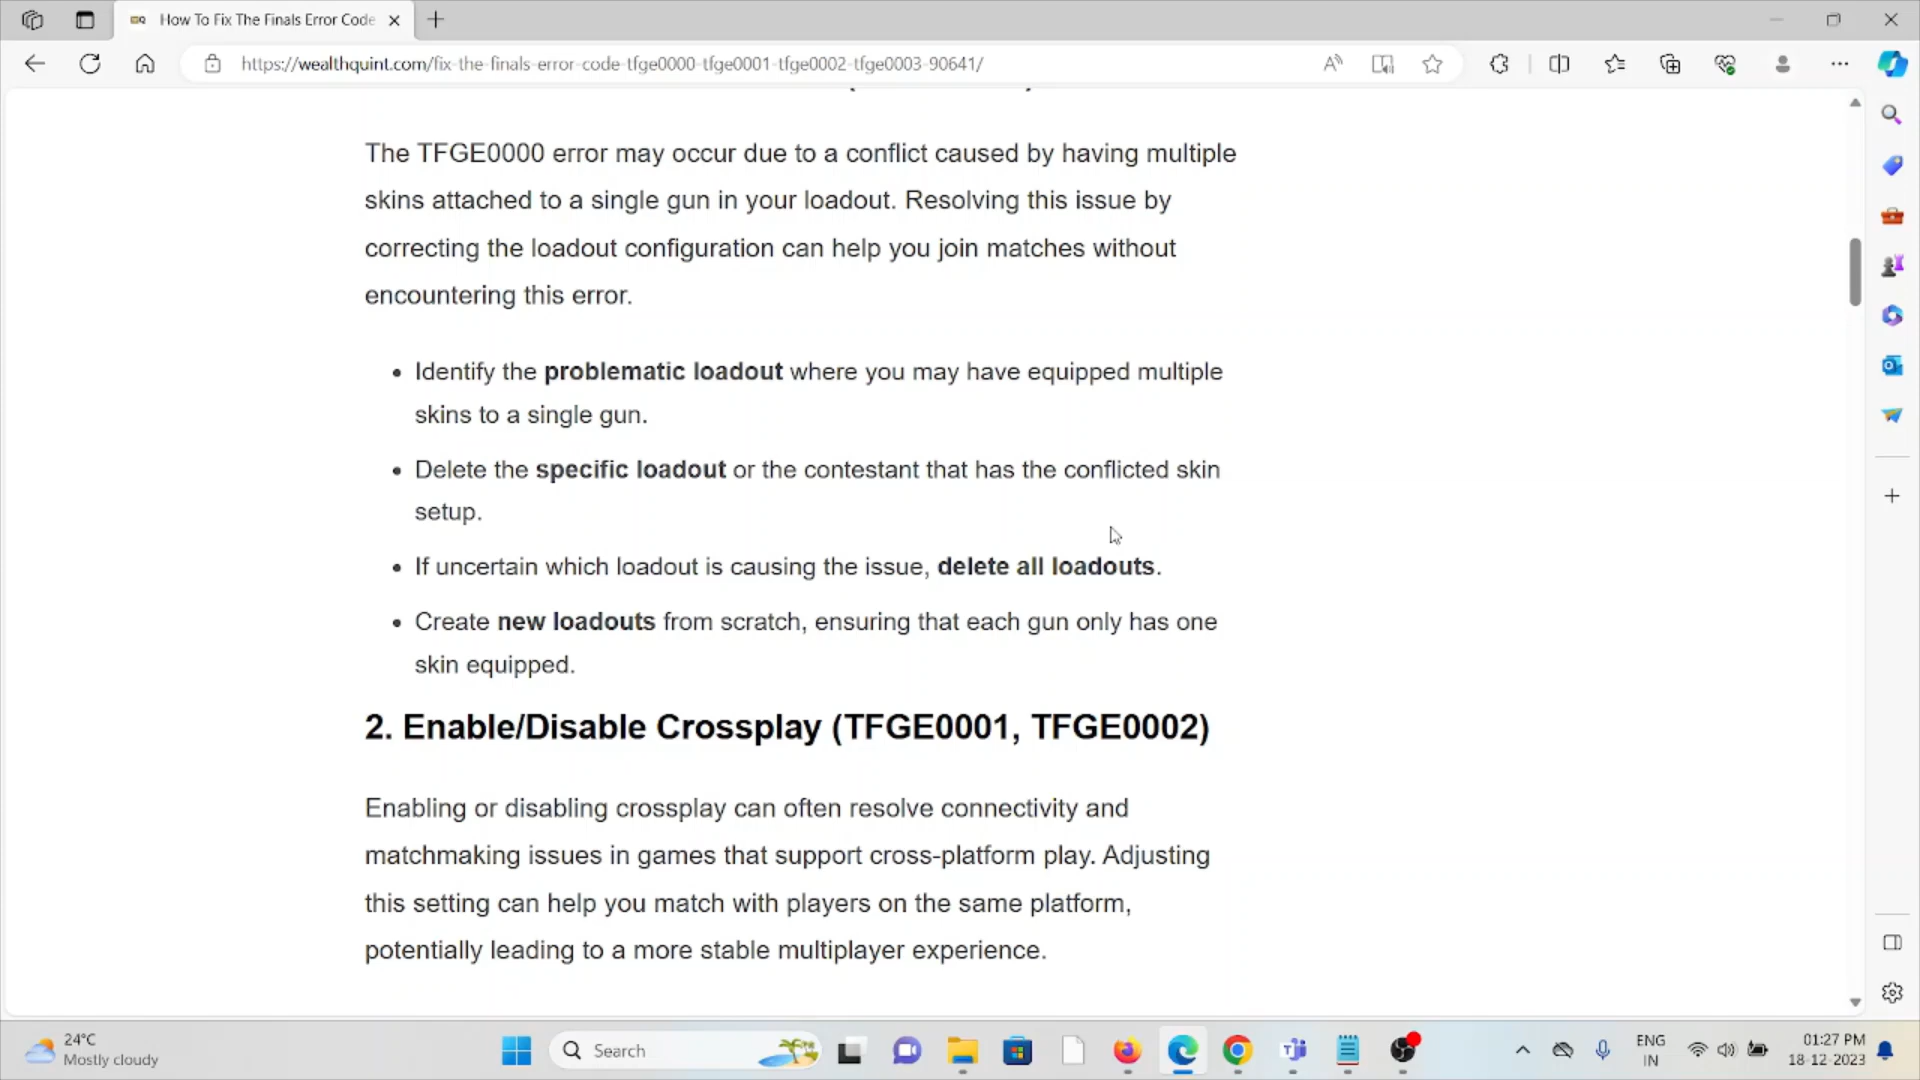 How To Fix The Finals Error Code
https://wealthquint.com/fix-the-finals-error-code-tfge0000-tfge0001-tfge0002-tfge0003-90641/
The TFGE0000 error may occur due to a conflict caused by having multiple
skins attached to a single gun in your loadout. Resolving this issue by
correcting the loadout configuration can help you join matches without
encountering this error.
• Identify the problematic loadout where you may have equipped multiple
skins to a single gun.
• Delete the specific loadout or the contestant that has the conflicted skin
setup.
• If uncertain which loadout is causing the issue, delete all loadouts.
• Create new loadouts from scratch, ensuring that each gun only has one
skin equipped.
2. Enable/Disable Crossplay (TFGE0001, TFGE0002)
Enabling or disabling crossplay can often resolve connectivity and
matchmaking issues in games that support cross-platform play. Adjusting
this setting can help you match with players on the same platform,
potentially leading to a more stable multiplayer experience.
24°C
Mostly cloudy
Search
ENG
IN
01:27 PM
18-12-2023